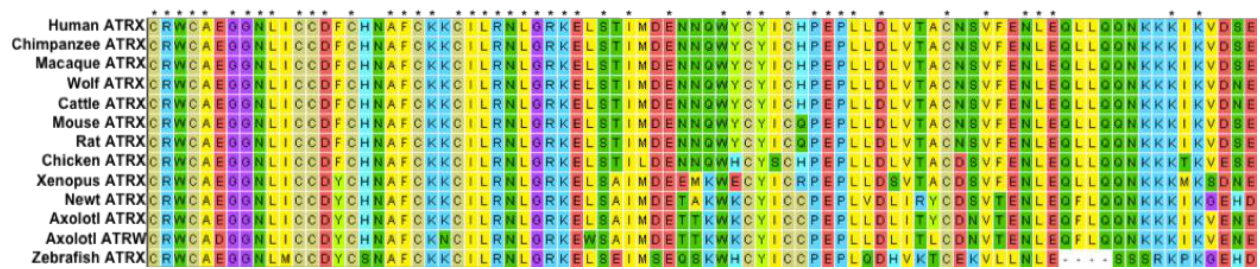 Human ATRX CRWCAEGGNLICCDFCHNAFCKKCILRNLGRKELSTIMDENNQWYCYICHPEPLLDLVTACNSVFENLEQLLQQNKKKIKVDSE
Chimpanzee ATRX CRWCAEGGNLICCDFCHNAFCKKCILRNLGRKELSTIMDENNQWYCYICHPEPLLDLVTACNSVFENLEQLLQQNKKKIKVDSE
Macaque ATRX CRWCAEGGNLICCDFCHNAFCKKCILRNLGRKELSTIMDENNQWYCYICHPEPLLDLVTACNSVFENLEQLLQQNKKKIKVDSE
Wolf ATRX CRWCAEGGNLICCDFCHNAFCKKCILRNLGRKELSTIMDENNQWYCYICHPEPLLDLVTACNSVFENLEQLLQQNKKKIKVDNE
Cattle ATRX CRWCAEGGNLICCDFCHNAFCKKCILRNLGRKELSTIMDENNQWYCYICHPEPLLDLVTACNSVFENLEQLLQQNKKKIKVDNE
Mouse ATRX CRWCAEGGNLICCDFCHNAFCKKCILRNLGRKELSTIMDENNQWYCYICQPEPLLDLVTACNSVFENLEQLLQQNKKKIKVDSE
Rat ATRX CRWCAEGGNLICCDFCHNAFCKKCILRNLGRKELSTIMDENNQWYCYICQPEPLLDLVTACNSVFENLEQLLQQNKKKIKVDSE
Chicken ATRX CRWCAEGGNLICCDFCHNAFCKKCILRNLGRKELSTILDENNQWHCYSCHPEPLLDLVTACDSVFENLEQLLQQNKKKTKVESE
Xenopus ATRX CRWCAEGGNLICCDYCHNAFCKKCILRNLGRKELSAIMDEEMKWECYICRPEPLLDSVTACDSVFENLEQLLQQNKKKMKSDNE
Newt ATRX CRWCAEGGNLICCDYCHNAFCKKCILRNLGRKELSAIMDETAKWKCYICCPEPLVDLIRYCDSVTENLEQFLQQNKKKIKGEHD
Axolotl ATRX CRWCAEGGNLICCDYCHNAFCKKCILRNLGRKELSAIMDETTKWKCYICCPEPLLDLITYCDNVTENLEQFLQQNKKKIKVENE
Axolotl ATRW CRWCADGGNLICCDYCHNAFCKNCILRNLGRKEWSAIMDETTKWKCYICCPEPLLDLITLCDNVTENLEQFLQQNKKKIKVENE
Zebrafish ATRX CRWCAEGGNLMCCDYCSNAFCKKCILRNLGRKELSEIMSEQSKWHCYICCPEPLQDHVKTCEKVLLNLE----SSSRKPKGEHD